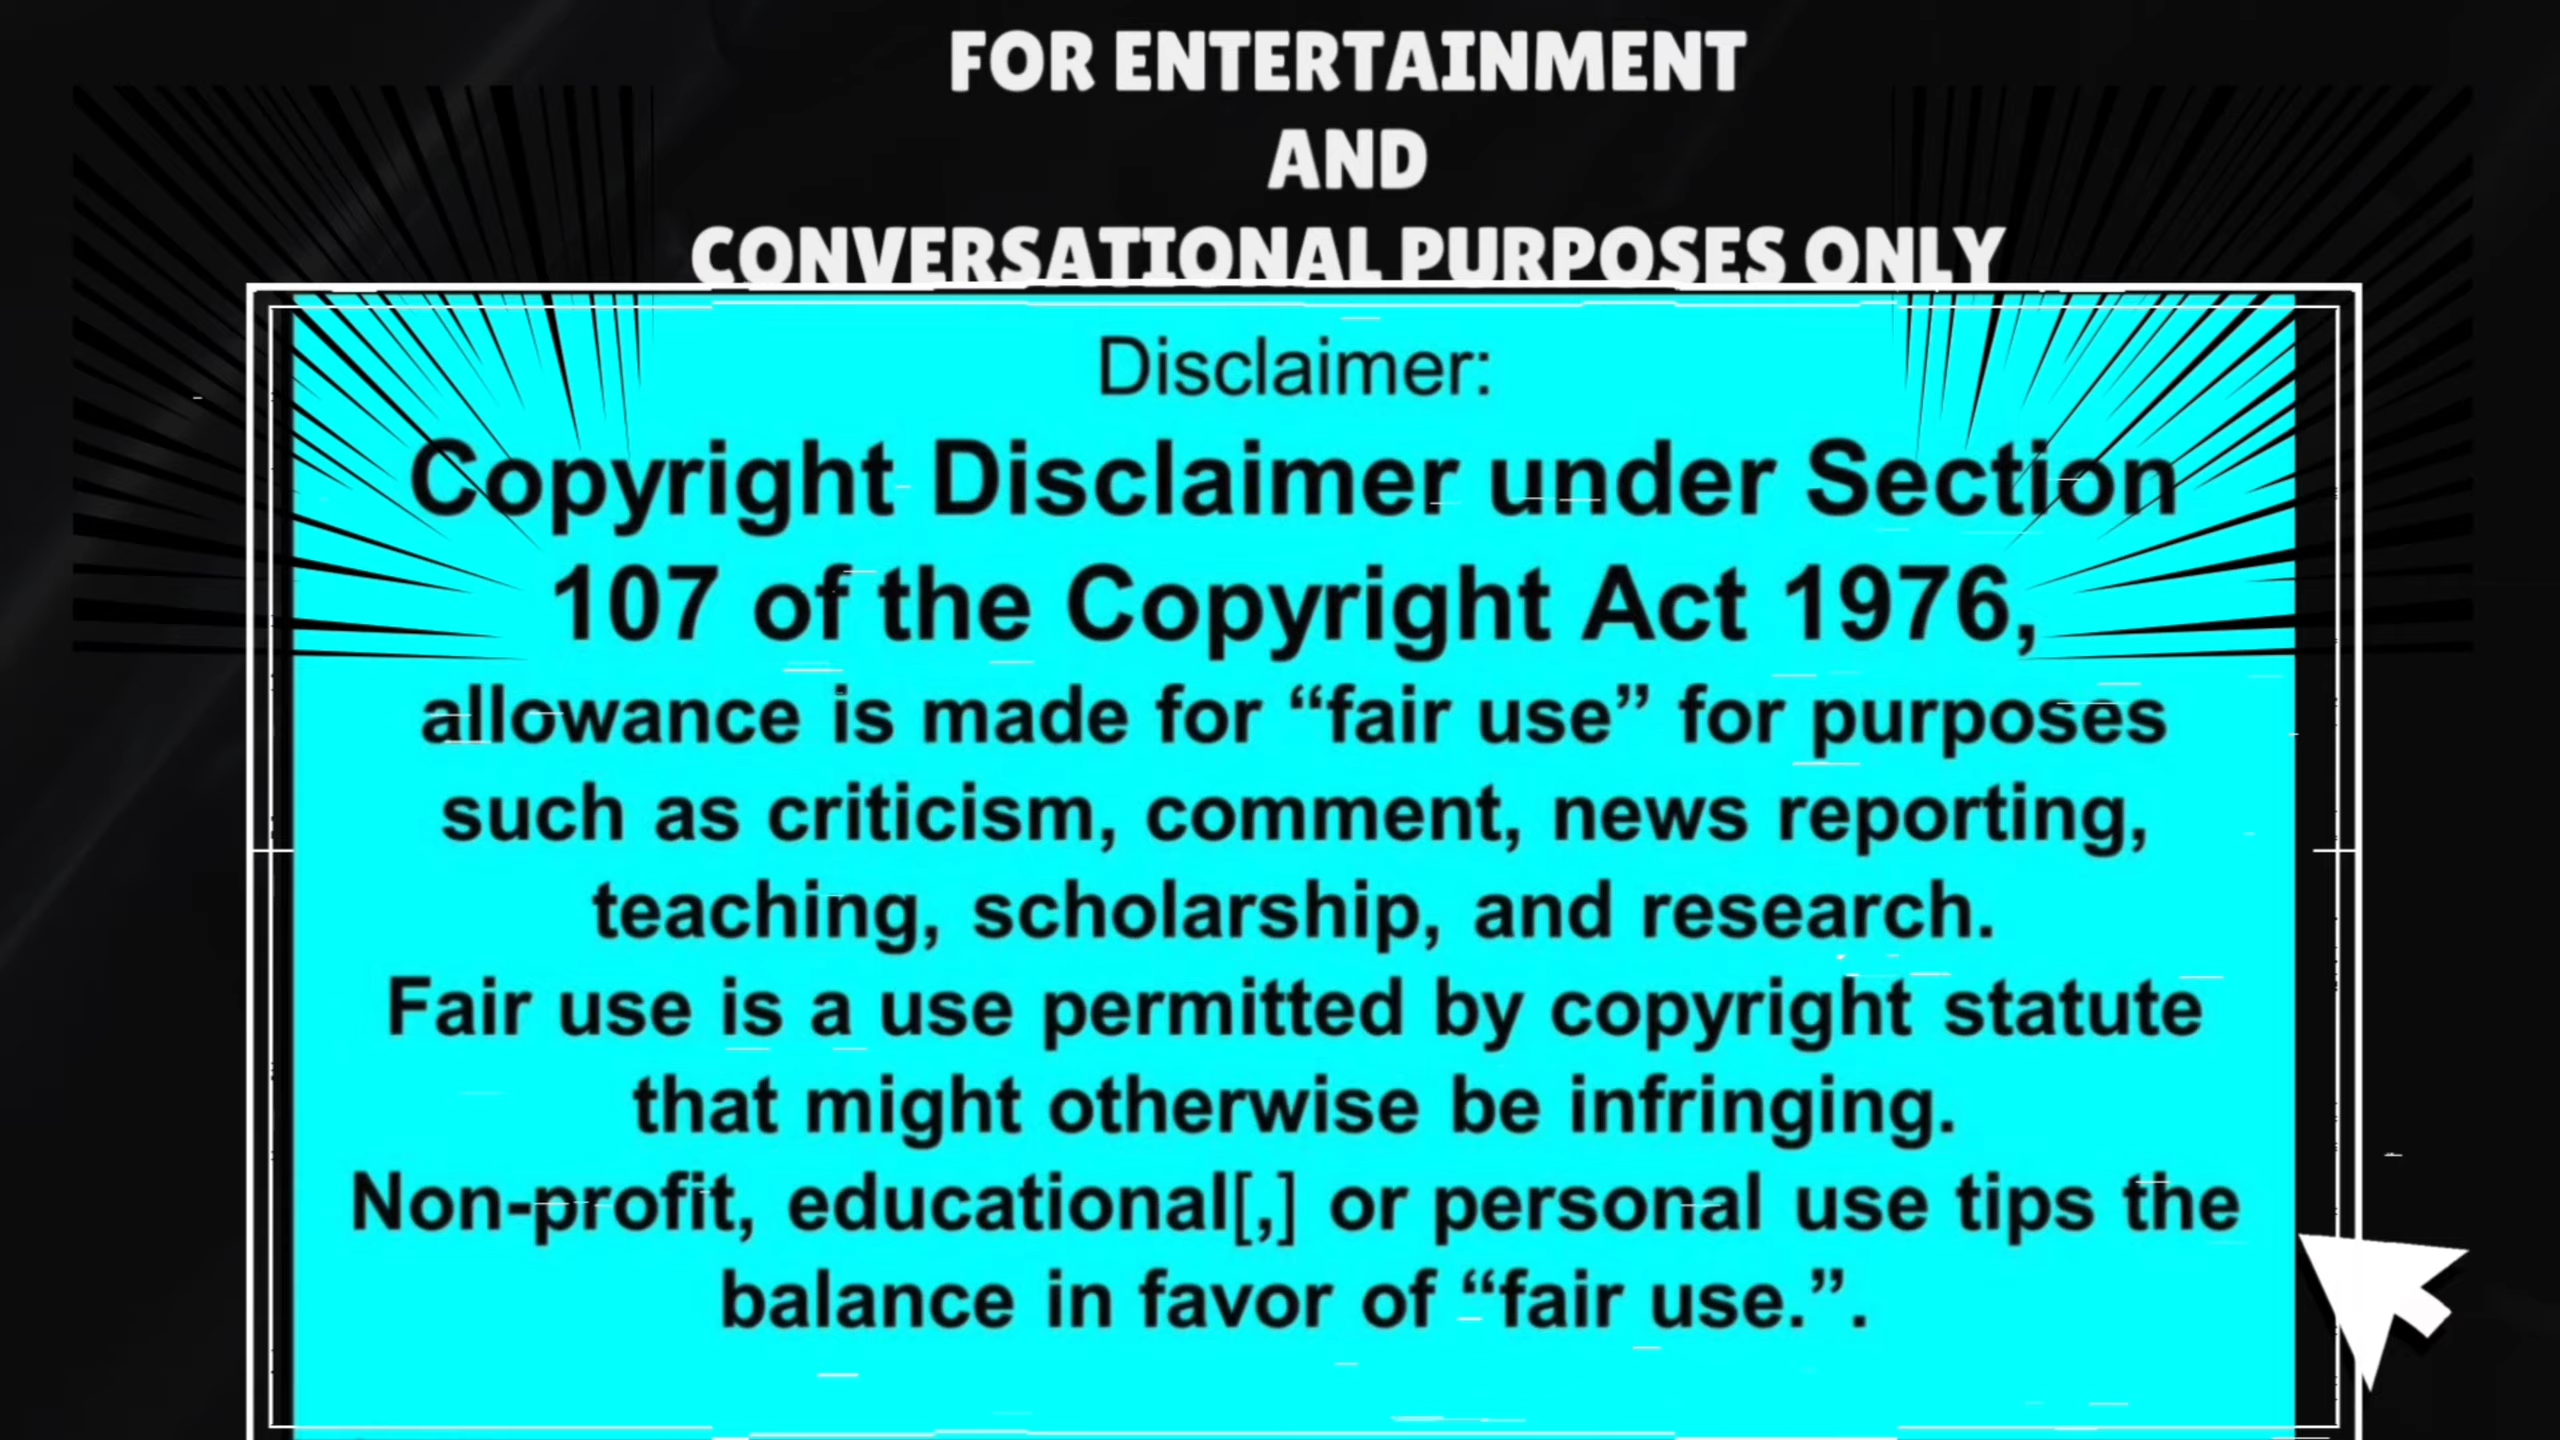 FOR ENTERTAINMENT
AND
CONVERSATIONAL PURPOSES ONLY
Disclaimer:
Copyright Disclaimer under Section
107 of the Copyright Act 1976,
allowance is made for “fair use” for purposes
such as criticism, comment, news reporting,
teaching, scholarship, and research.
Fair use is a use permitted by copyright statute
that might otherwise be infringing.
Non-profit, educational[,] or personal use tips the
balance in favor of “fair use.”.